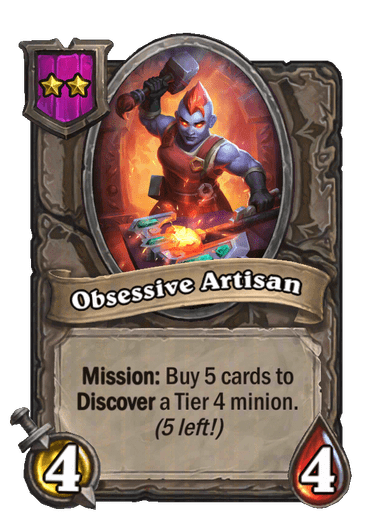 Obsessive Artisan
Mission: Buy 5 cards to
Discover a Tier 4 minion.
(5 left!)
4 4